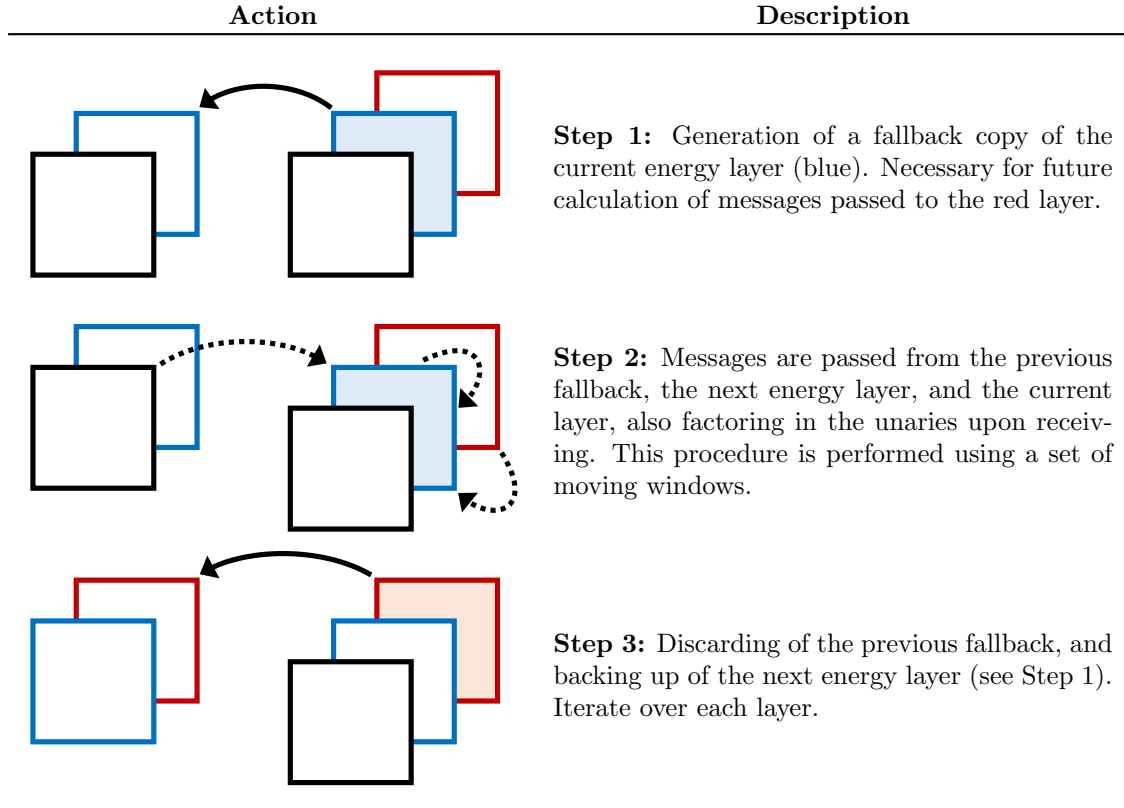 Action Description
Step 1: Generation of a fallback copy of the
current energy layer (blue). Necessary for future
calculation of messages passed to the red layer.
Step 2: Messages are passed from the previous
fallback, the next energy layer, and the current
layer, also factoring in the unaries upon receiv-
ing. This procedure is performed using a set of
moving windows.
Step 3: Discarding of the previous fallback, and
backing up of the next energy layer (see Step 1).
Iterate over each layer.